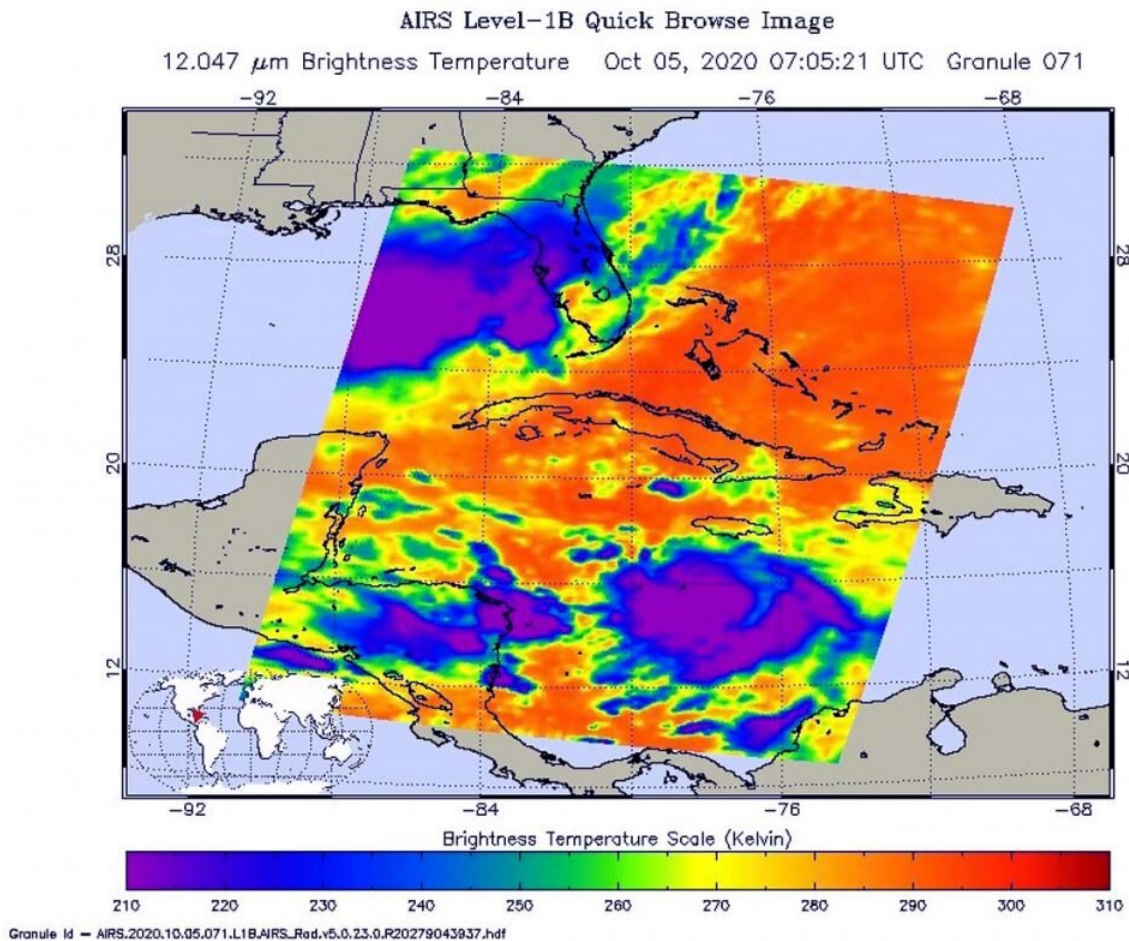 AIRS Level-1B Quick Browse Image
12.047 μm Brightness Temperature Oct 05, 2020 07:05:21 UTC Granule 071
-92 -84 -76 -68
28 28
20 20
12 12
-92 -84 -76 -68
Brightness Temperature Scale (Kelvin)
210 220 230 240 250 260 270 280 290 300 310
Granule Id - AIRS.2020.10.05.071.L1B.AIRS_Rad.v5.0.23.0.R20279043937.hdf